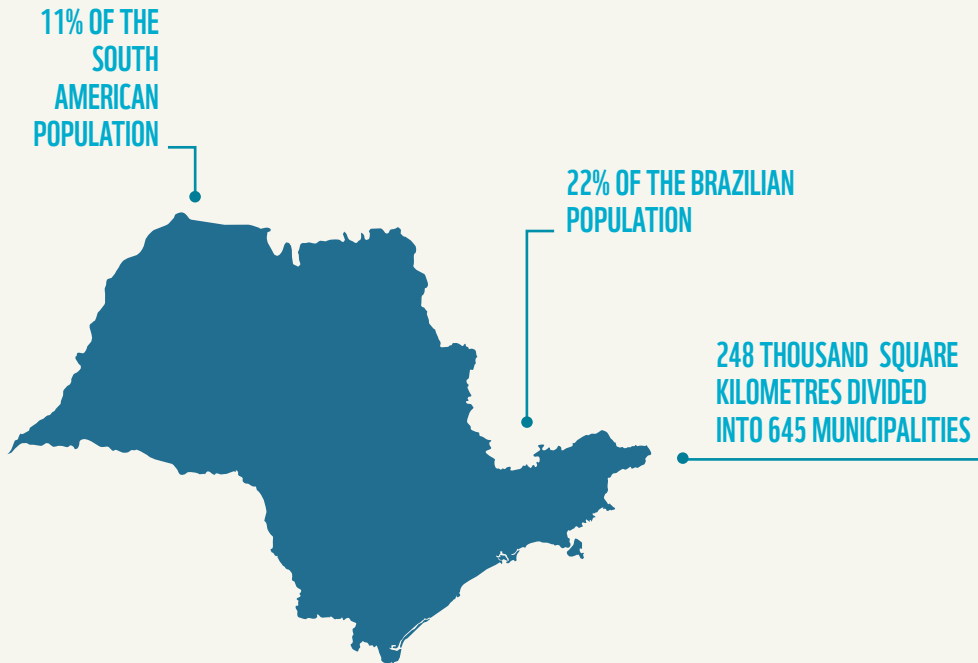 11% OF THE
SOUTH
AMERICAN
POPULATION
22% OF THE BRAZILIAN
POPULATION
248 THOUSAND SQUARE
KILOMETRES DIVIDED
INTO 645 MUNICIPALITIES